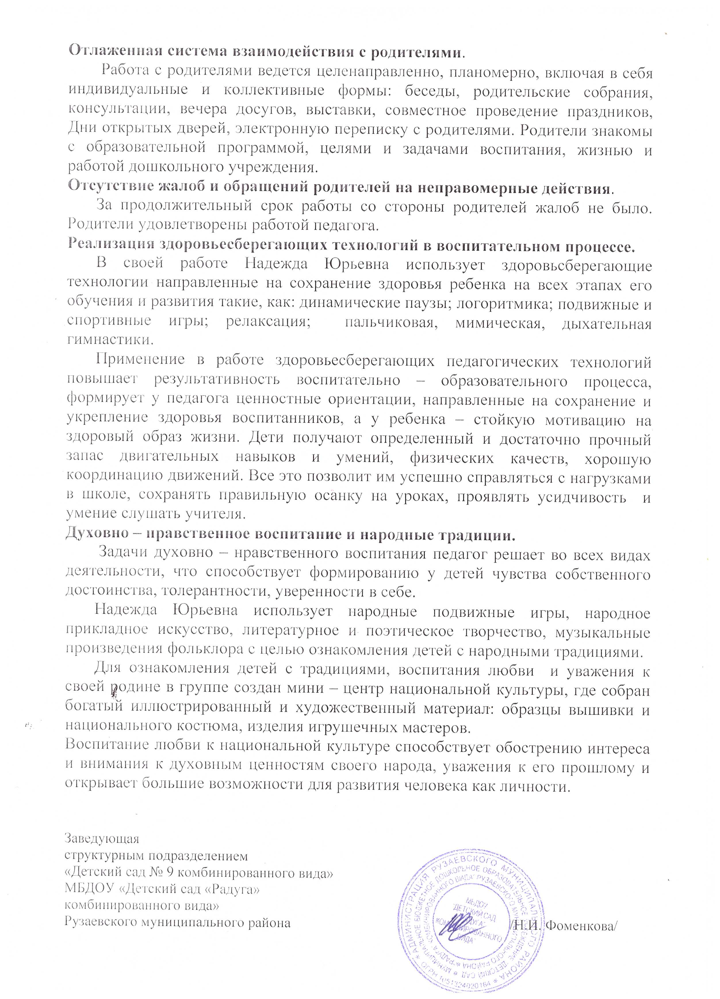 Отлаженная система взаимодействия с родителями.
Работа с родителями ведется целенаправленно, планомерно, включая в себя
индивидуальные и коллективные формы: беседы, родительские собрания,
консультации, вечера досугов, выставки, совместное проведение праздников,
Дни открытых дверей, электронную переписку с родителями. Родители знакомы
с образовательной программой, целями и задачами воспитания, жизнью и
работой дошкольного учреждения.
Отсутствие жалоб и обращений родителей на неправомерные действия.
За продолжительный срок работы со стороны родителей жалоб не было.
Родители удовлетворены работой педагога.
Реализация здоровьесберегающих технологий в воспитательном процессе.
В своей работе Надежда Юрьевна использует здоровьсберегающие
технологии направленные на сохранение здоровья ребенка на всех этапах его
обучения и развития такие, как: динамические паузы; логоритмика; подвижные и
спортивные игры; релаксация; пальчиковая, мимическая, дыхательная
гимнастики.
Применение в работе здоровьесберегающих педагогических технологий
повышает результативность воспитательно – образовательного процесса,
формирует у педагога ценностные ориентации, направленные на сохранение и
укрепление здоровья воспитанников, а у ребенка – стойкую мотивацию на
здоровый образ жизни. Дети получают определенный и достаточно прочный
запас двигательных навыков и умений, физических качеств, хорошую
координацию движений. Все это позволит им успешно справляться с нагрузками
в школе, сохранять правильную осанку на уроках, проявлять усидчивость и
умение слушать учителя.
Духовно – нравственное воспитание и народные традиции.
Задачи духовно – нравственного воспитания педагог решает во всех видах
деятельности, что способствует формированию у детей чувства собственного
достоинства, толерантности, уверенности в себе.
Надежда Юрьевна использует народные подвижные игры, народное
прикладное искусство, литературное и поэтическое творчество, музыкальные
произведения фольклора с целью ознакомления детей с народными традициями.
Для ознакомления детей с традициями, воспитания любви и уважения к
своей родине в группе создан мини – центр национальной культуры, где собран
богатый иллюстрированный и художественный материал: образцы вышивки и
национального костюма, изделия игрушечных мастеров.
Воспитание любви к национальной культуре способствует обострению интереса
и внимания к духовным ценностям своего народа, уважения к его прошлому и
открывает большие возможности для развития человека как личности.
Заведующая
структурным подразделением
«Детский сад № 9 комбинированного вида»
МБДОУ «Детский сад «Радуга»
комбинированного вида»
Рузаевского муниципального района
/Н.И. Фоменкова/
АДМИНИСТРАЦИЯ РУЗАЕВСКОГО МУНИЦИПАЛЬНОГО РАЙОНА * ОГРН 1051324020164 *
МУНИЦИПАЛЬНОЕ БЮДЖЕТНОЕ ДОШКОЛЬНОЕ ОБРАЗОВАТЕЛЬНОЕ УЧРЕЖДЕНИЕ "ДЕТСКИЙ САД *
"РАДУГА" КОМБИНИРОВАННОГО ВИДА" РУЗАЕВСКОГО МУНИЦИПАЛЬНОГО РАЙОНА *
МБДОУ
"ДЕТСКИЙ САД
"РАДУГА"
КОМБИНИРОВАННОГО
ВИДА"